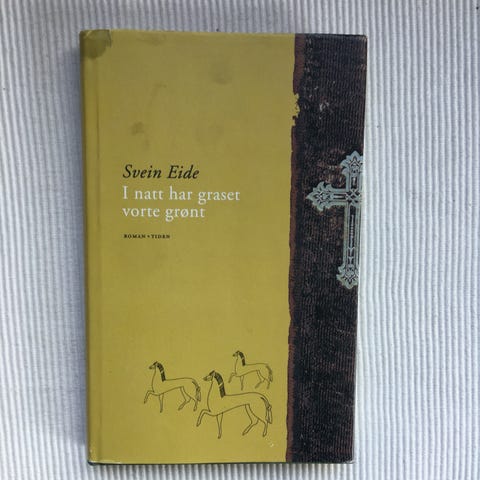 Svein Eide
I natt har graset
vorte grønt
ROMAN • TIDEN